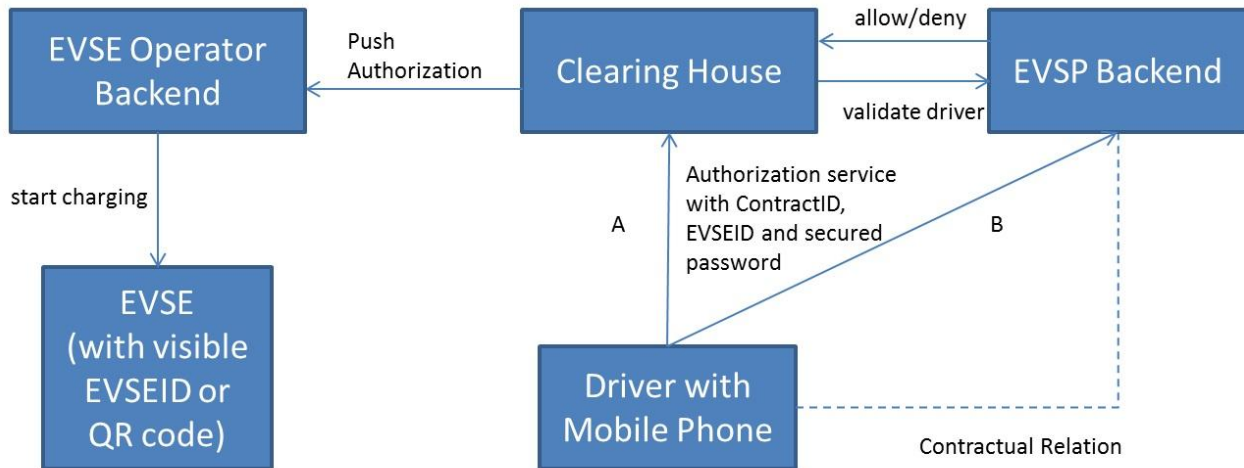 EVSE Operator
Backend
Push
Authorization
Clearing House
allow/deny
validate driver
EVSP Backend
start charging
A
Authorization service
with ContractID,
EVSEID and secured
password
B
EVSE
(with visible
EVSEID or
QR code)
Driver with
Mobile Phone
Contractual Relation